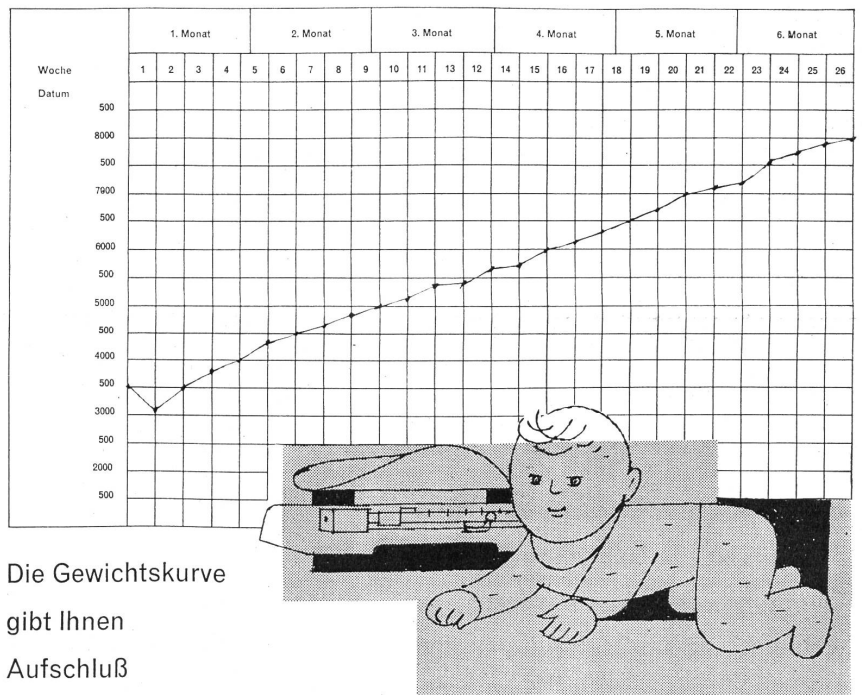 1. Monat 2. Monat 3. Monat 4. Monat 5. Monat 6. Monat
Woche 1 2 3 4 5 6 7 8 9 10 11 13 12 14 15 16 17 18 19 20 21 22 23 24 25 26
Datum
500
8000
500
7900
500
6000
500
5000
500
4000
500
3000
500
2000
500
Die Gewichtskurve
gibt Ihnen
Aufschluß